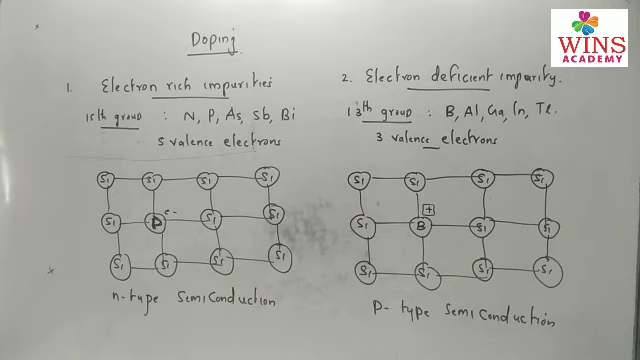 WINS
ACADEMY
Doping
1. Electron rich impurities
15th group : N, P, As, Sb, Bi
5 valence electrons
Si Si Si Si
Si P e- Si Si
Si Si Si Si
n-type Semiconduction
2. Electron deficient impurity.
13th group : B, Al, Ga, In, Tl.
3 valence electrons
Si Si Si Si
+
Si B Si Si
Si Si Si Si
P-type Semiconduction